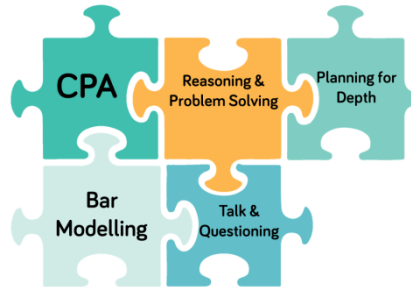 CPA
Reasoning &
Problem Solving
Planning for
Depth
Bar
Modelling
Talk &
Questioning